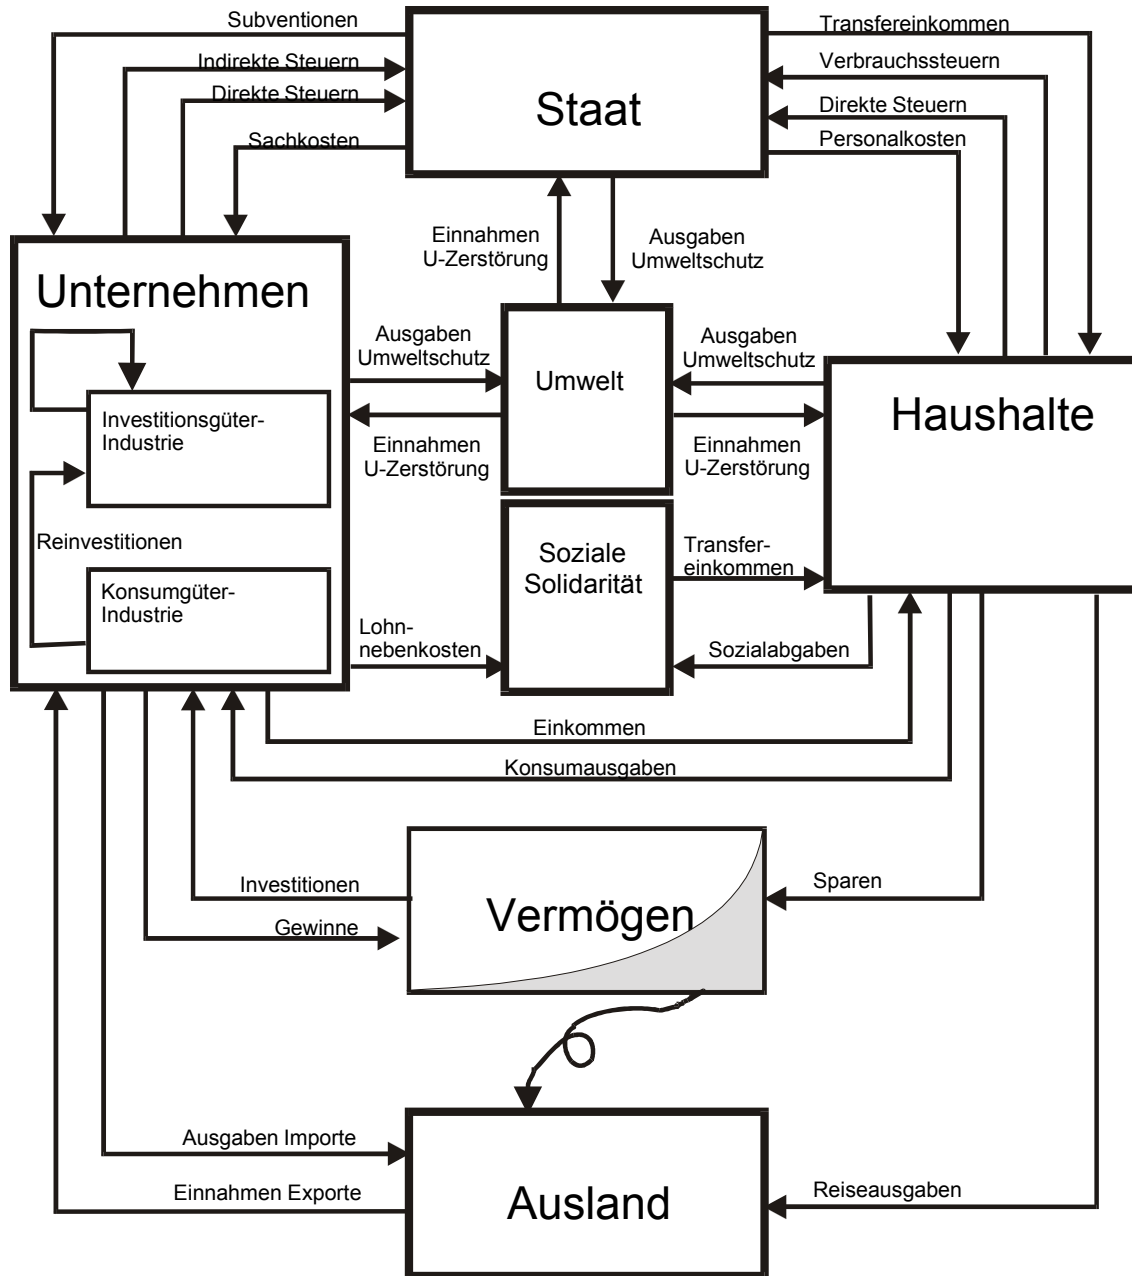 Subventionen
Transfereinkommen
Indirekte Steuern
Verbrauchssteuern
Direkte Steuern
Staat
Direkte Steuern
Sachkosten
Personalkosten
Einnahmen
U-Zerstörung
Ausgaben
Umweltschutz
Unternehmen
Ausgaben
Umweltschutz
Umwelt
Ausgaben
Umweltschutz
Haushalte
Investitionsgüter-
Industrie
Einnahmen
U-Zerstörung
Einnahmen
U-Zerstörung
Reinvestitionen
Soziale
Solidarität
Transfer-
einkommen
Konsumgüter-
Industrie
Lohn-
nebenkosten
Sozialabgaben
Einkommen
Konsumausgaben
Investitionen
Vermögen
Sparen
Gewinne
Ausgaben Importe
Einnahmen Exporte
Ausland
Reiseausgaben